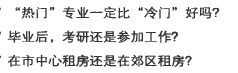 “热门”专业一定比“冷门”好吗?
毕业后,考研还是参加工作?
在市中心租房还是在郊区租房?